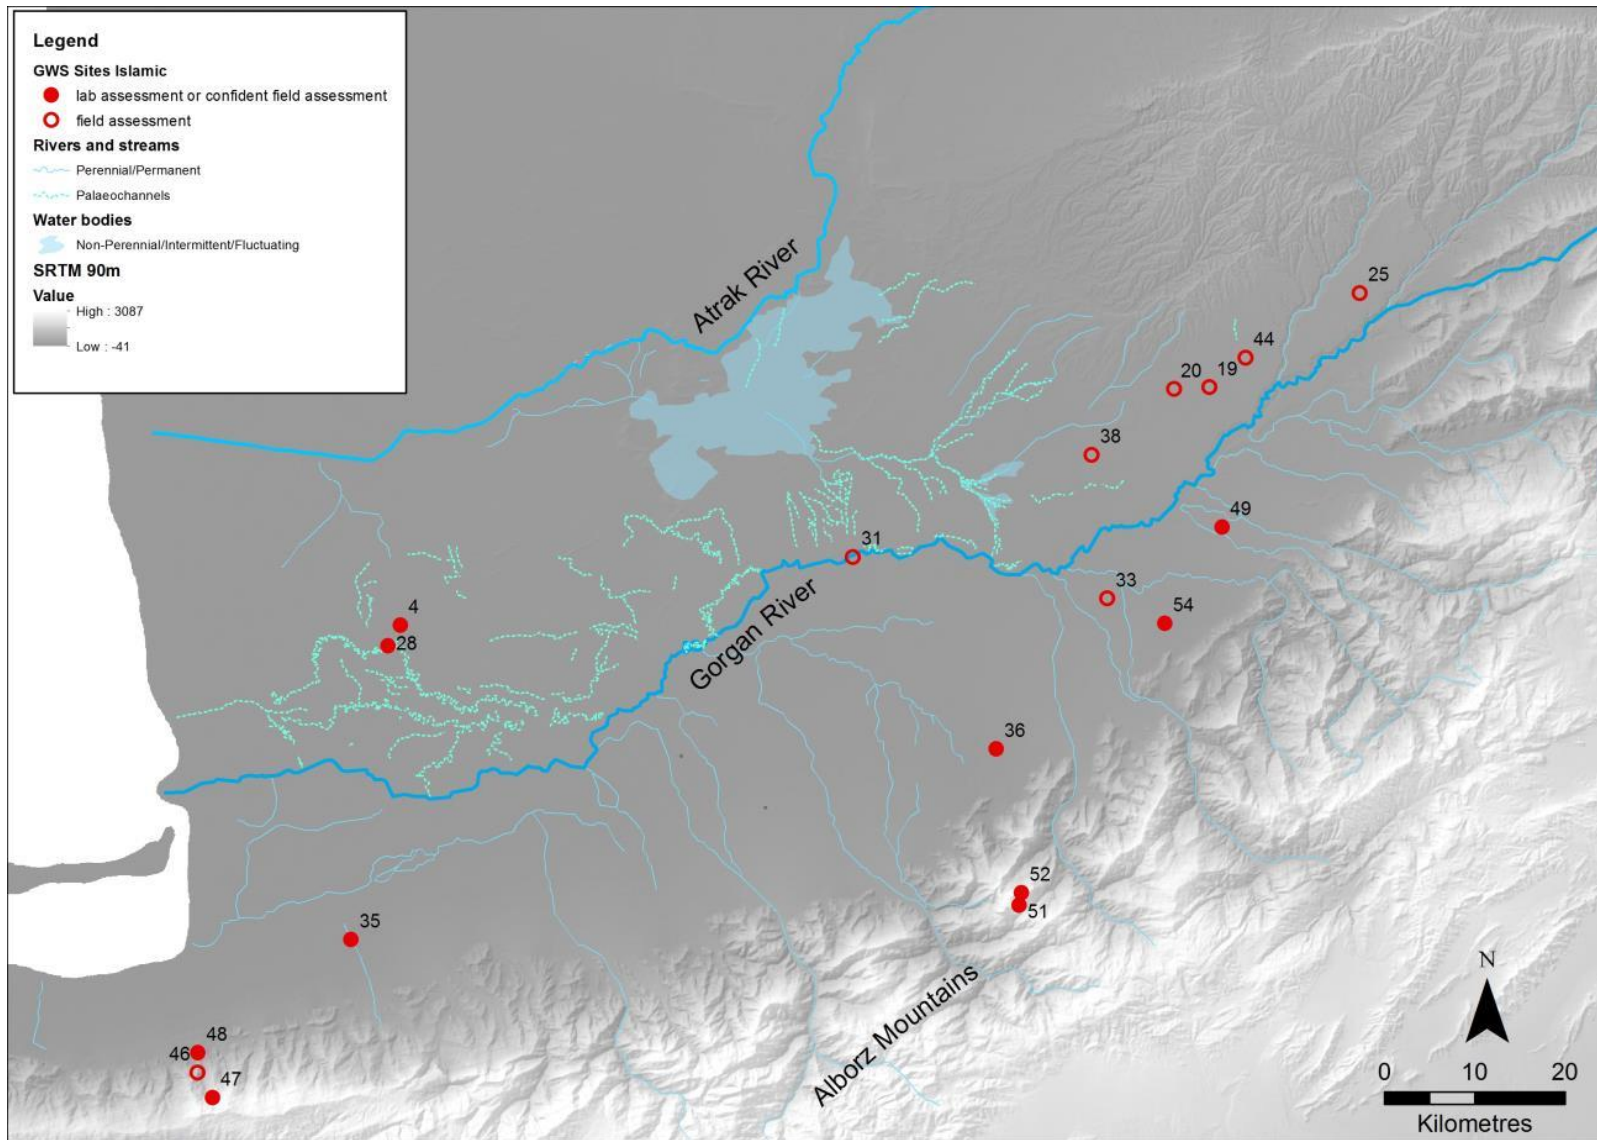 Legend
GWS Sites Islamic
lab assessment or confident field assessment
field assessment
Rivers and streams
Perennial/Permanent
Palaeochannels
Water bodies
Non-Perennial/Intermittent/Fluctuating
SRTM 90m
Value
High : 3087
Low : -41
Atrak River
25
44
20
19
38
49
31
33
54
4
28
Gorgan River
36
52
51
35
Alborz Mountains
48
46
47
N
0 10 20
Kilometres